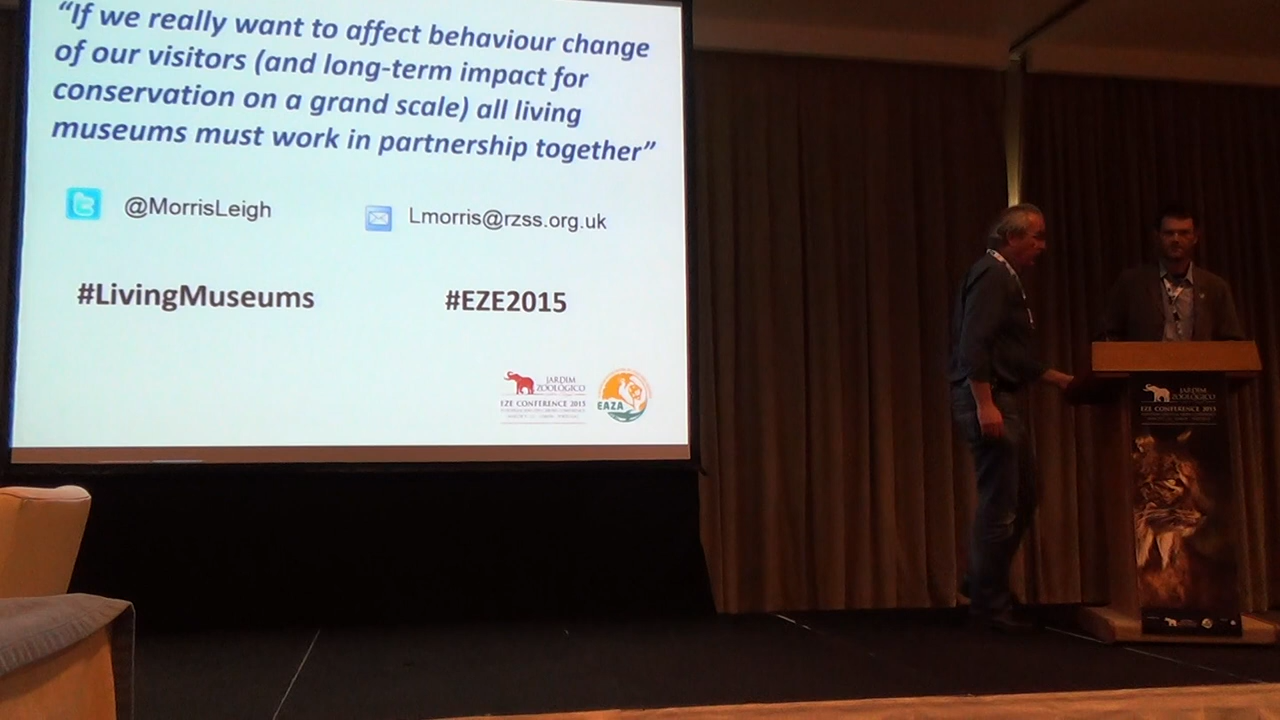 “If we really want to affect behaviour change
of our visitors (and long-term impact for
conservation on a grand scale) all living
museums must work in partnership together”
@MorrisLeigh
Lmorris@rzss.org.uk
#LivingMuseums
#EZE2015
JARDIM
ZOOLÓGICO
EZE CONFERENCE 2015
EAZA
JARDIM
ZOOLÓGICO
EZE CONFERENCE 2015